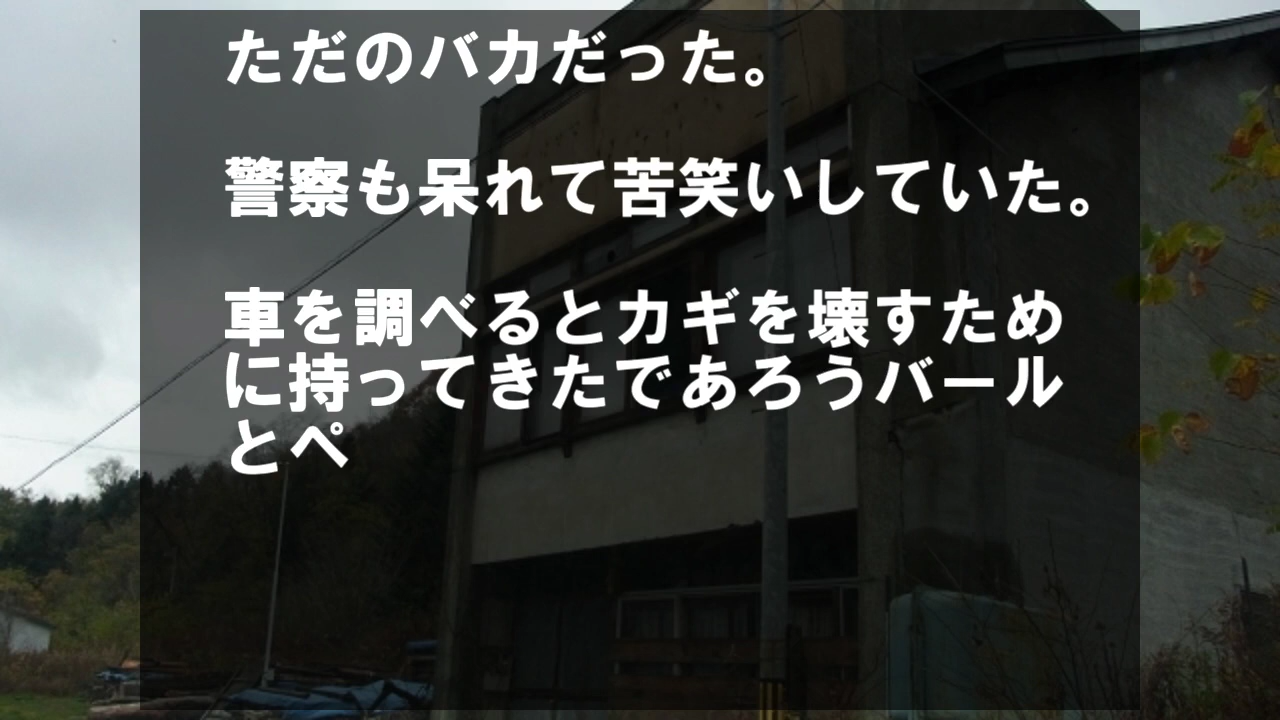 ただのバカだった。
警察も呆れて苦笑いしていた。
車を調べるとカギを壊すため
に持ってきたであろうバール
とペ